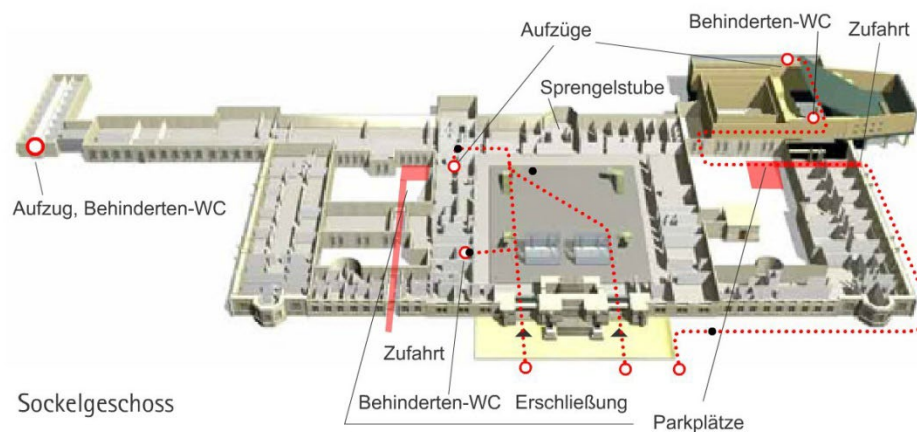 Behinderten-WC
Aufzüge
Zufahrt
Sprengelstube
Aufzug, Behinderten-WC
Zufahrt
Sockelgeschoss
Behinderten-WC
Erschließung
Parkplätze